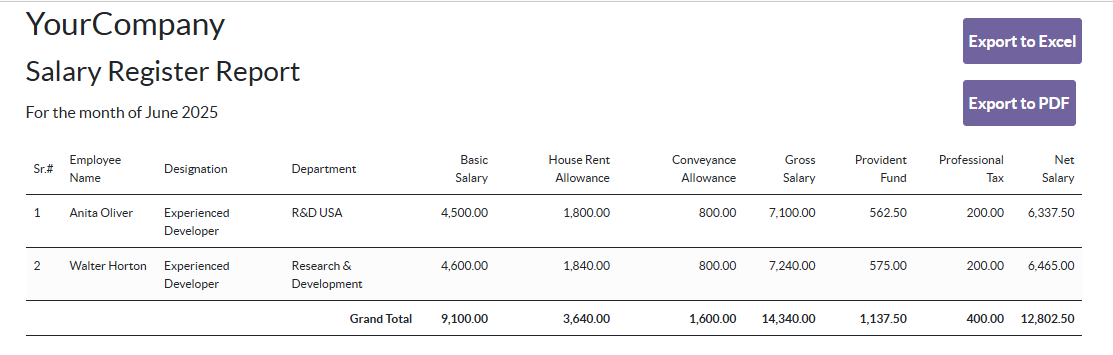 YourCompany
Export to Excel
Salary Register Report
Export to PDF
For the month of June 2025
Sr.# Employee Name Designation Department Basic Salary House Rent Allowance Conveyance Allowance Gross Salary Provident Fund Professional Tax Net Salary
1 Anita Oliver Experienced Developer R&D USA 4,500.00 1,800.00 800.00 7,100.00 562.50 200.00 6,337.50
2 Walter Horton Experienced Developer Research & Development 4,600.00 1,840.00 800.00 7,240.00 575.00 200.00 6,465.00
Grand Total 9,100.00 3,640.00 1,600.00 14,340.00 1,137.50 400.00 12,802.50